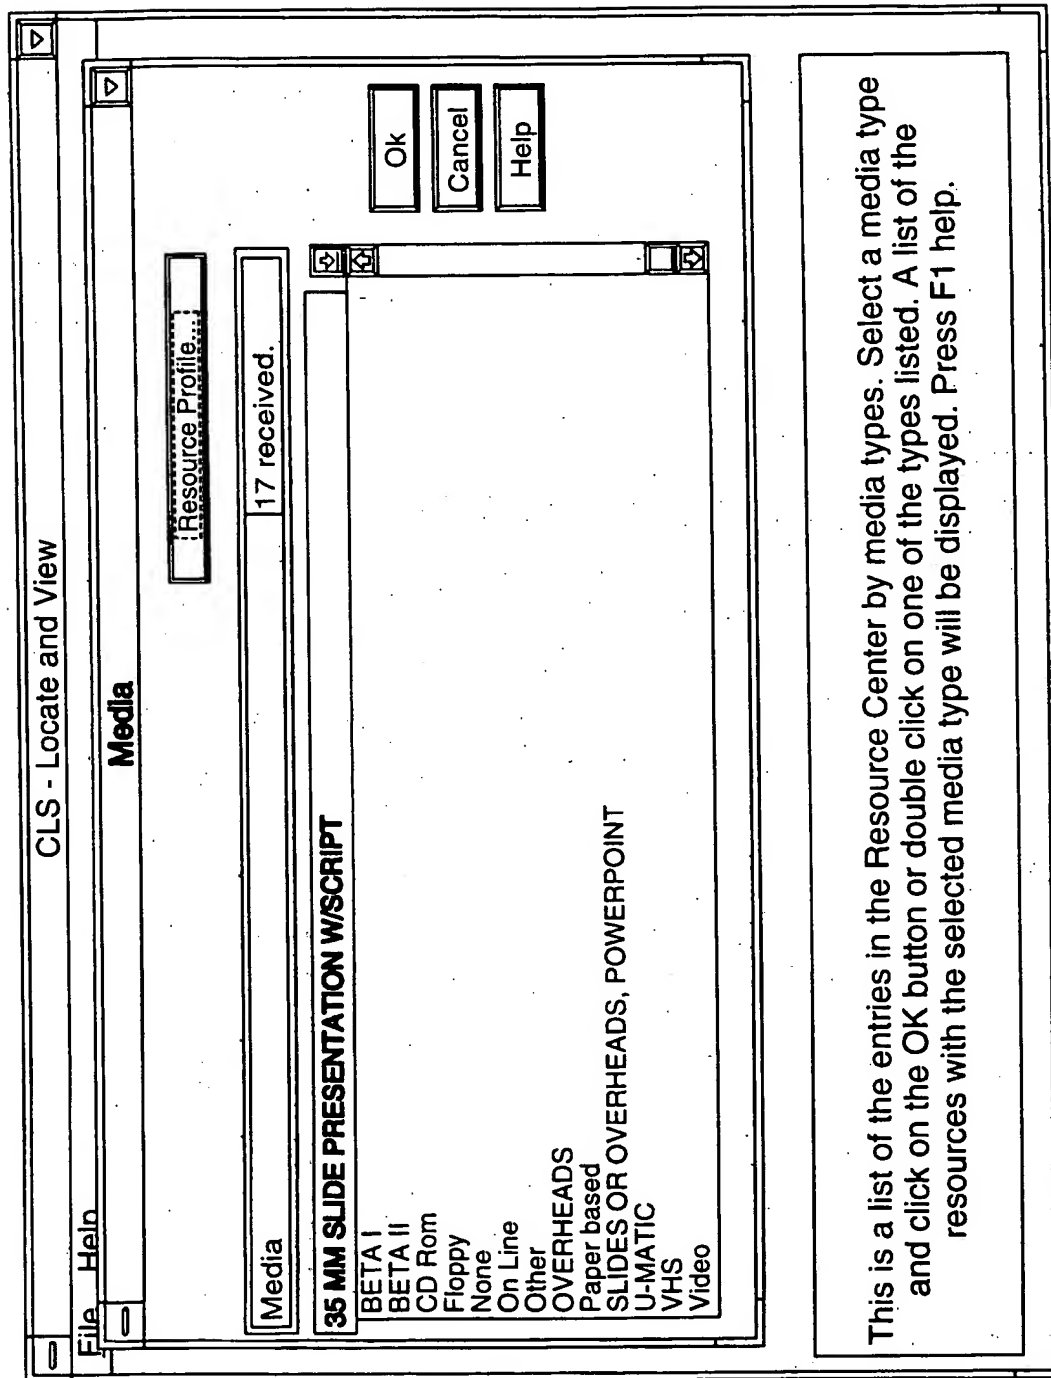 CLS - Locate and View
File Help
Media
Resource Profile...
Media 17 received.
35 MM SLIDE PRESENTATION W/SCRIPT
BETA I
BETA II
CD Rom
Floppy
None
On Line
Other
OVERHEADS
Paper based
SLIDES OR OVERHEADS, POWERPOINT
U-MATIC
VHS
Video
Ok
Cancel
Help
This is a list of the entries in the Resource Center by media types. Select a media type
and click on the OK button or double click on one of the types listed. A list of the
resources with the selected media type will be displayed. Press F1 help.